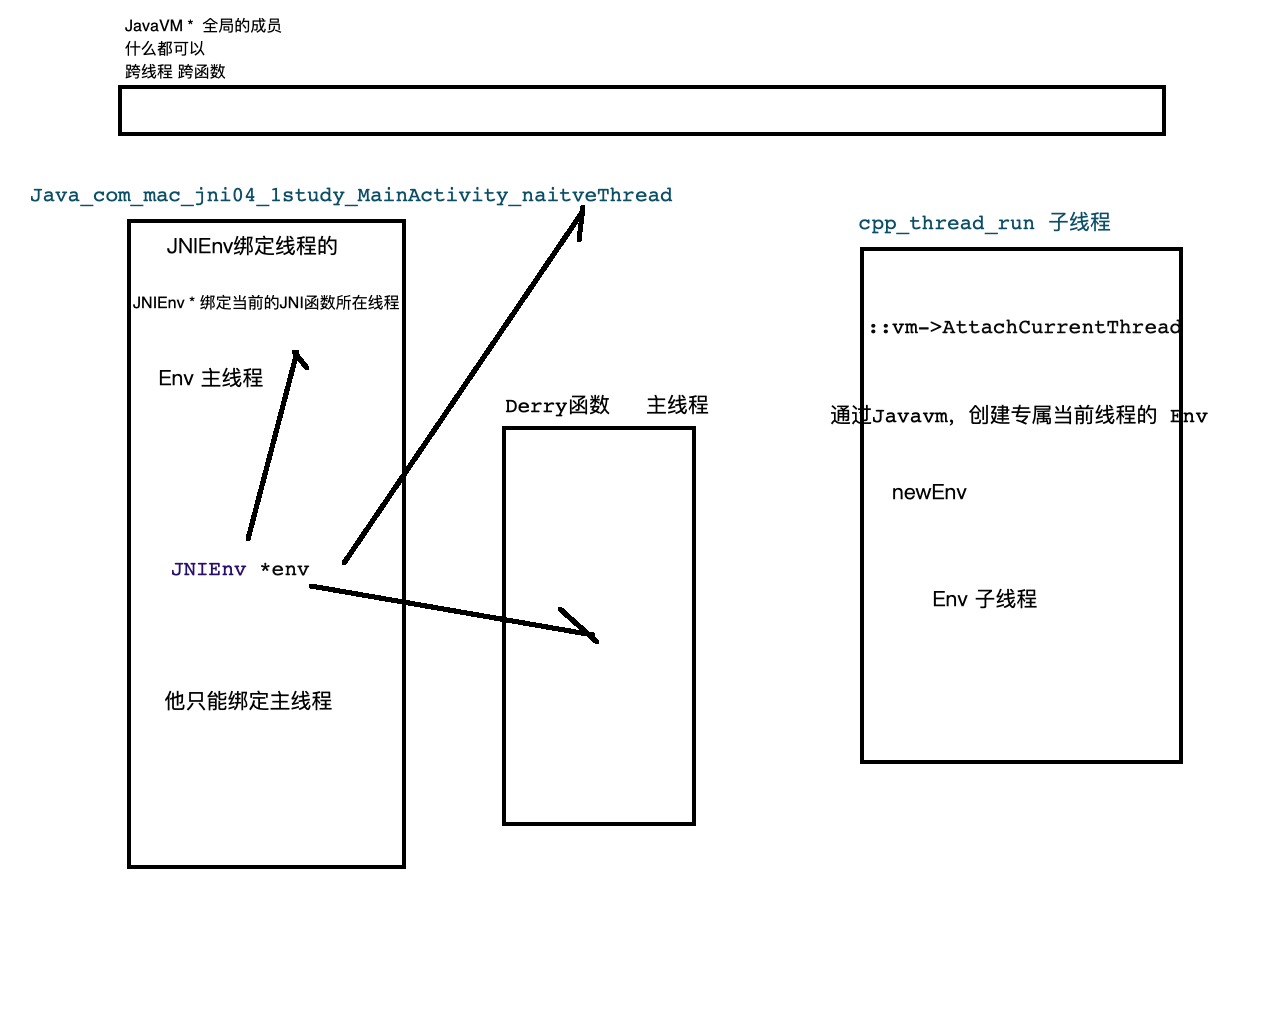 JavaVM * 全局的成员
什么都可以
跨线程 跨函数
Java_com_mac_jni04_1study_MainActivity_naitveThread
JNIEnv绑定线程的
JNIEnv * 绑定当前的JNI函数所在线程
Env 主线程
JNIEnv *env
他只能绑定主线程
Derry函数 主线程
cpp_thread_run 子线程
::vm->AttachCurrentThread
通过Javavm，创建专属当前线程的 Env
newEnv
Env 子线程